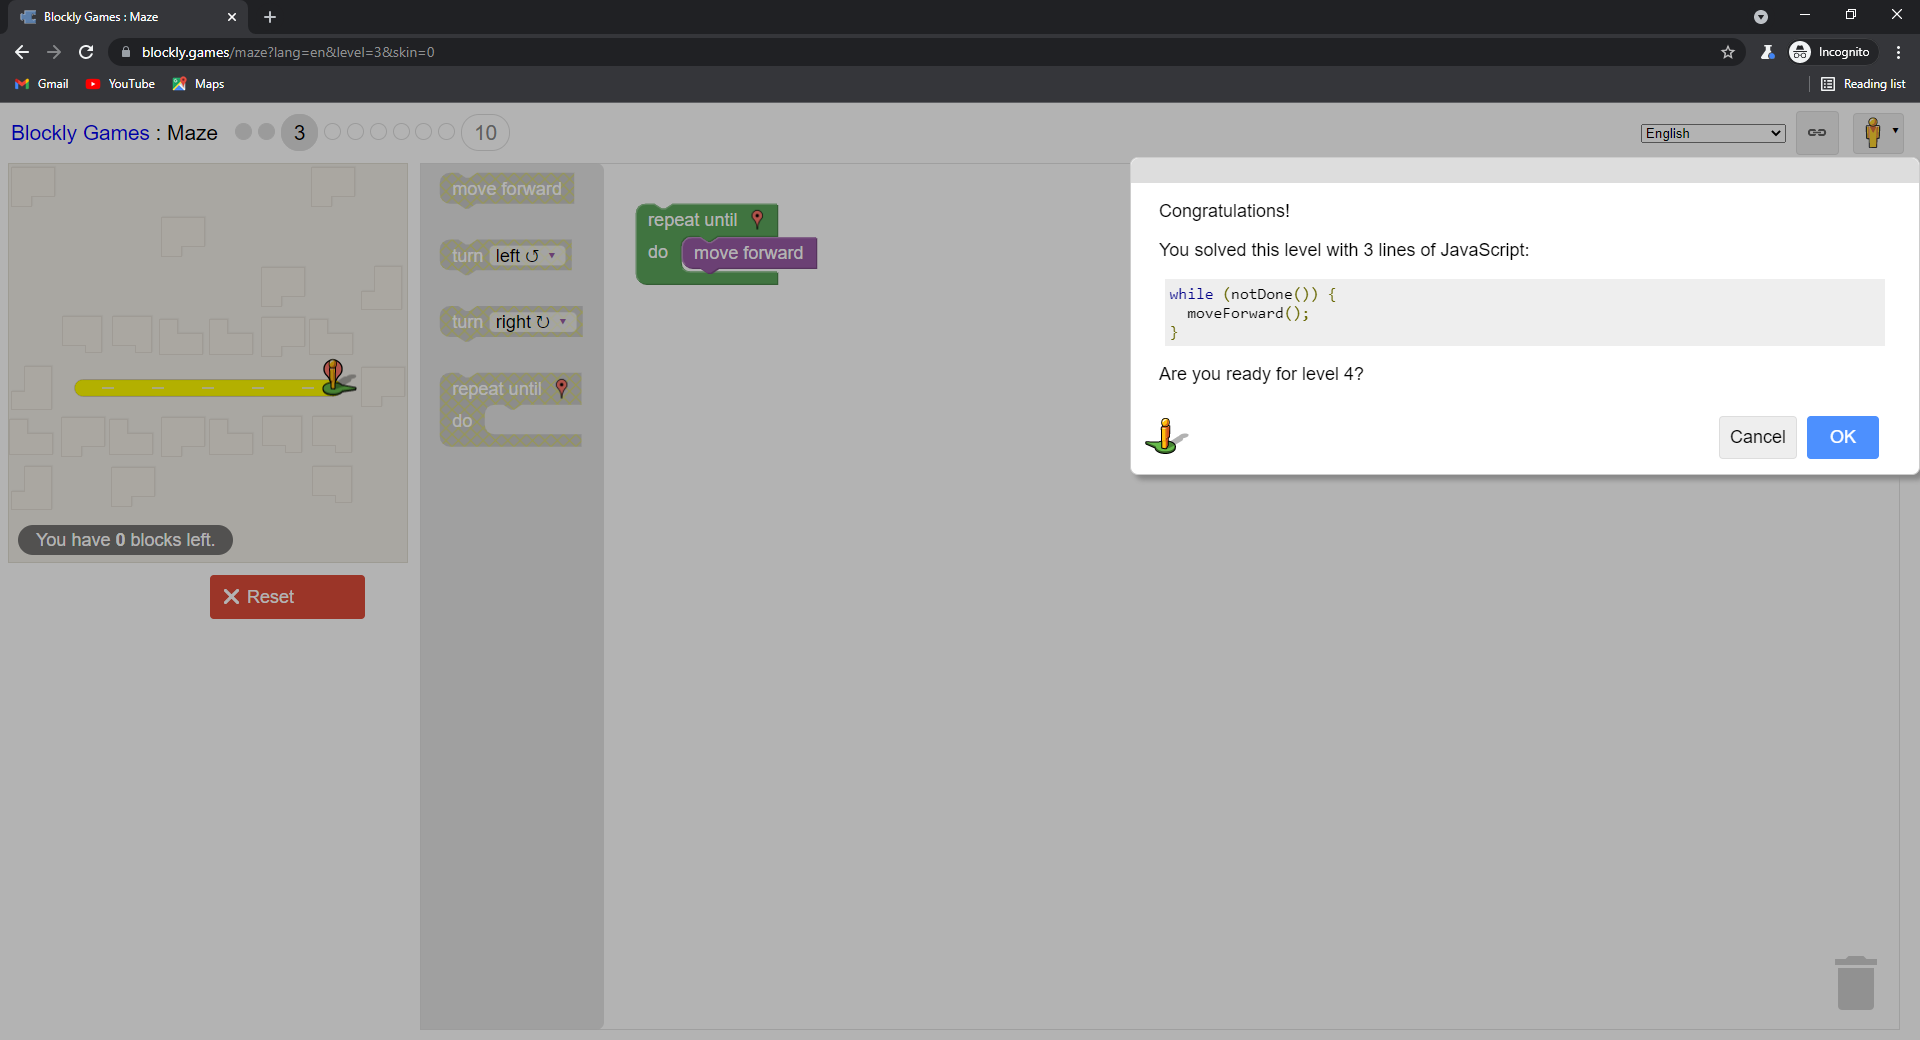 Blockly Games : Maze
blockly.games/maze?lang=en&level=3&skin=0
Incognito
Gmail
YouTube
Maps
Reading list
Blockly Games : Maze
3
10
English
move forward
turn left
turn right
repeat until
do
repeat until
do move forward
You have 0 blocks left.
Reset
Congratulations!
You solved this level with 3 lines of JavaScript:
while (notDone()) {
moveForward();
}
Are you ready for level 4?
Cancel
OK